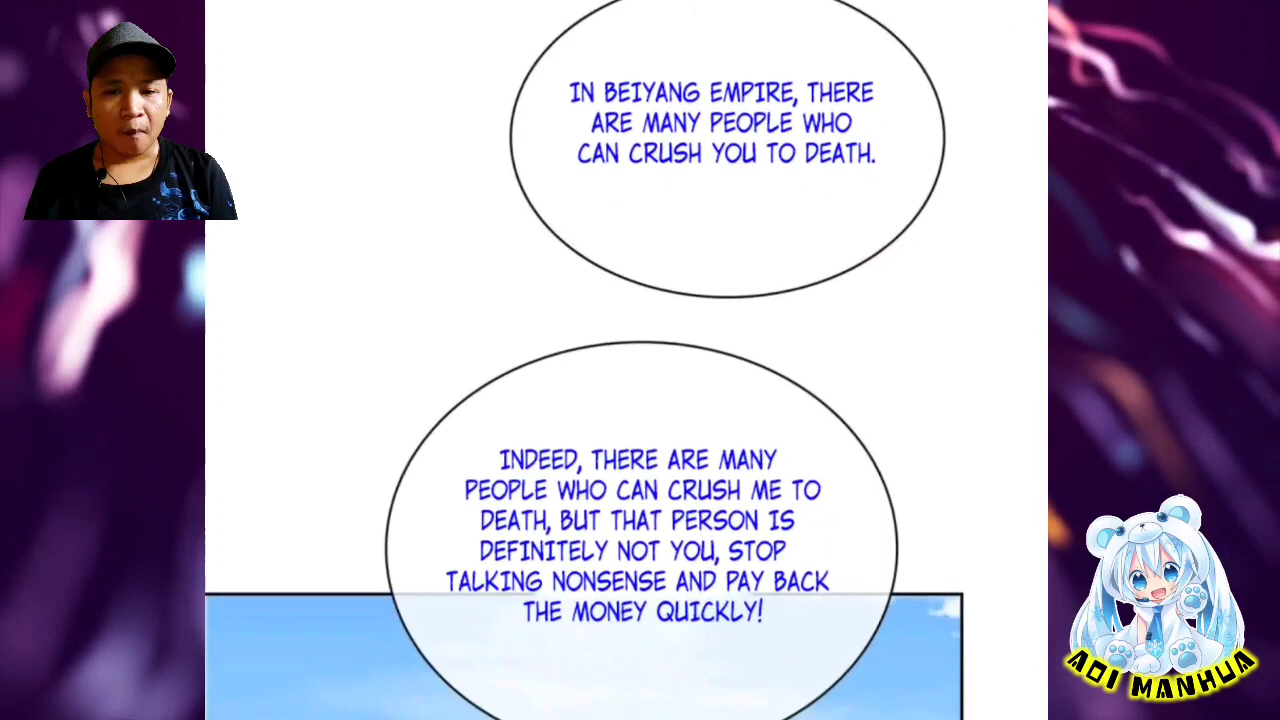 IN BEIYANG EMPIRE, THERE
ARE MANY PEOPLE WHO
CAN CRUSH YOU TO DEATH.
INDEED, THERE ARE MANY
PEOPLE WHO CAN CRUSH ME TO
DEATH, BUT THAT PERSON IS
DEFINITELY NOT YOU, STOP
TALKING NONSENSE AND PAY BACK
THE MONEY QUICKLY!
AOI MANHUA